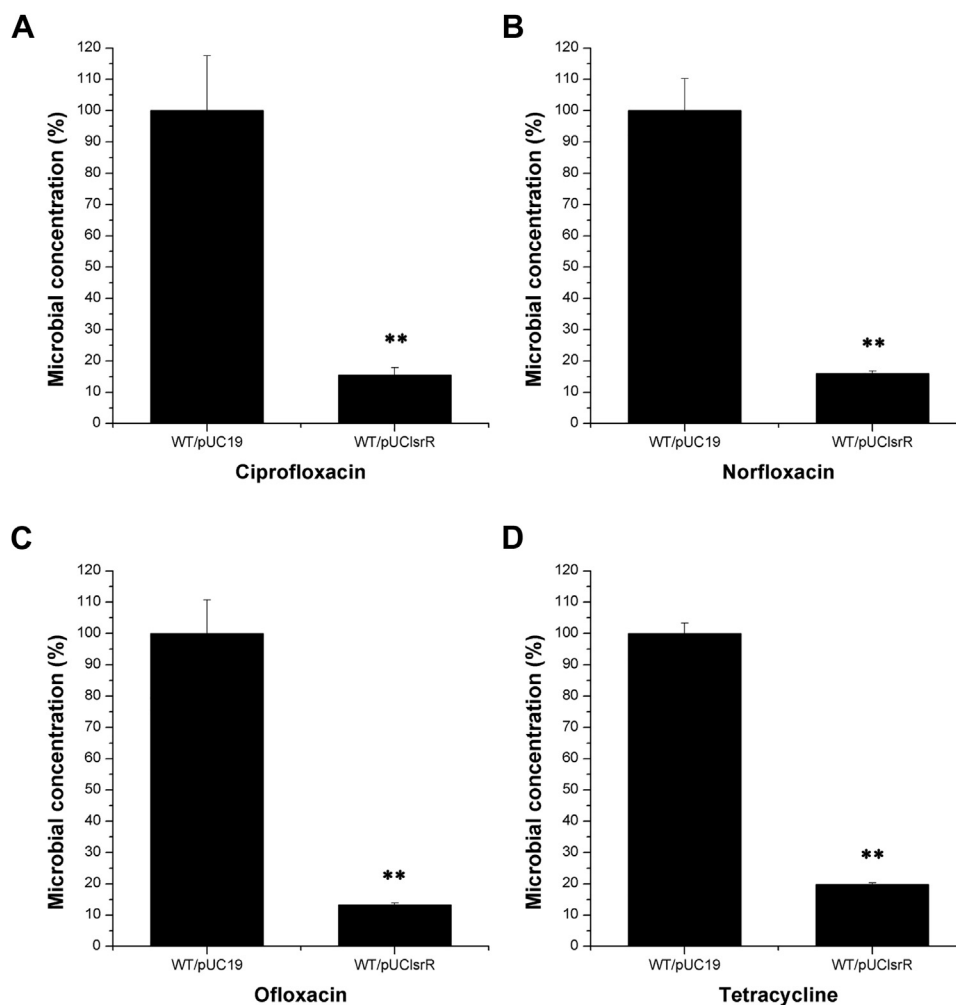 A
Microbial concentration (%)
120
110
100
90
80
70
60
50
40
30
20
10
0
**
WT/pUC19
WT/pUClsrR
Ciprofloxacin
B
Microbial concentration (%)
120
110
100
90
80
70
60
50
40
30
20
10
0
**
WT/pUC19
WT/pUClsrR
Norfloxacin
C
Microbial concentration (%)
120
110
100
90
80
70
60
50
40
30
20
10
0
**
WT/pUC19
WT/pUClsrR
Ofloxacin
D
Microbial concentration (%)
120
110
100
90
80
70
60
50
40
30
20
10
0
**
WT/pUC19
WT/pUClsrR
Tetracycline